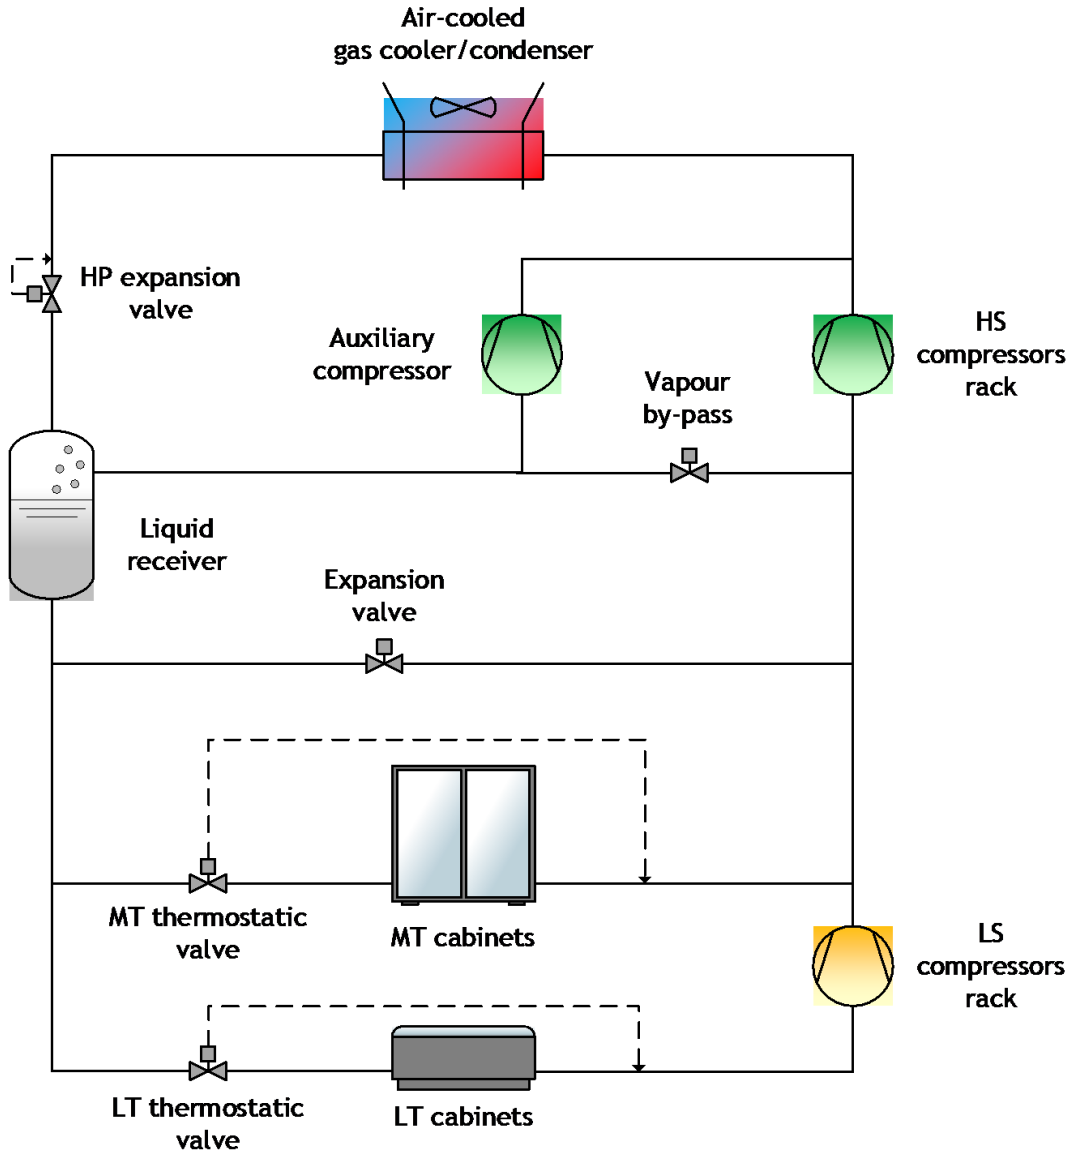 Air-cooled
gas cooler/condenser
HP expansion
valve
Auxiliary
compressor
HS
compressors
rack
Vapour
by-pass
Liquid
receiver
Expansion
valve
MT thermostatic
valve
MT cabinets
LS
compressors
rack
LT thermostatic
valve
LT cabinets